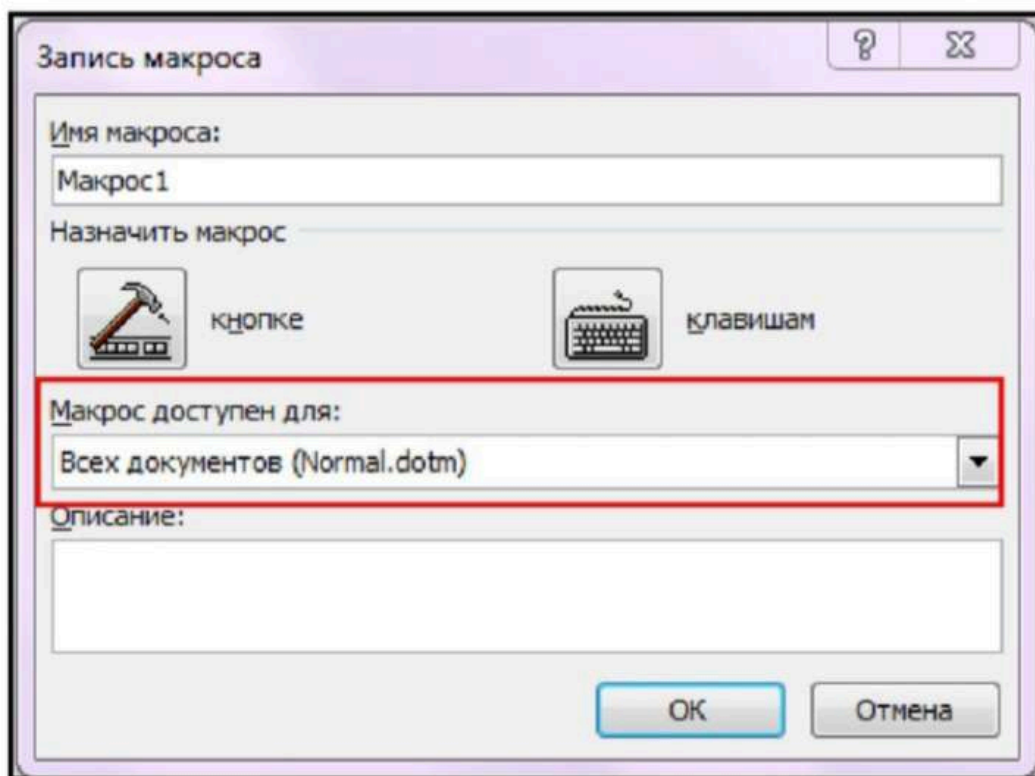 Запись макроса
Имя макроса:
Макрос1
Назначить макрос
кнопке
клавишам
Макрос доступен для:
Всех документов (Normal.dotm)
Описание:
ОК
Отмена